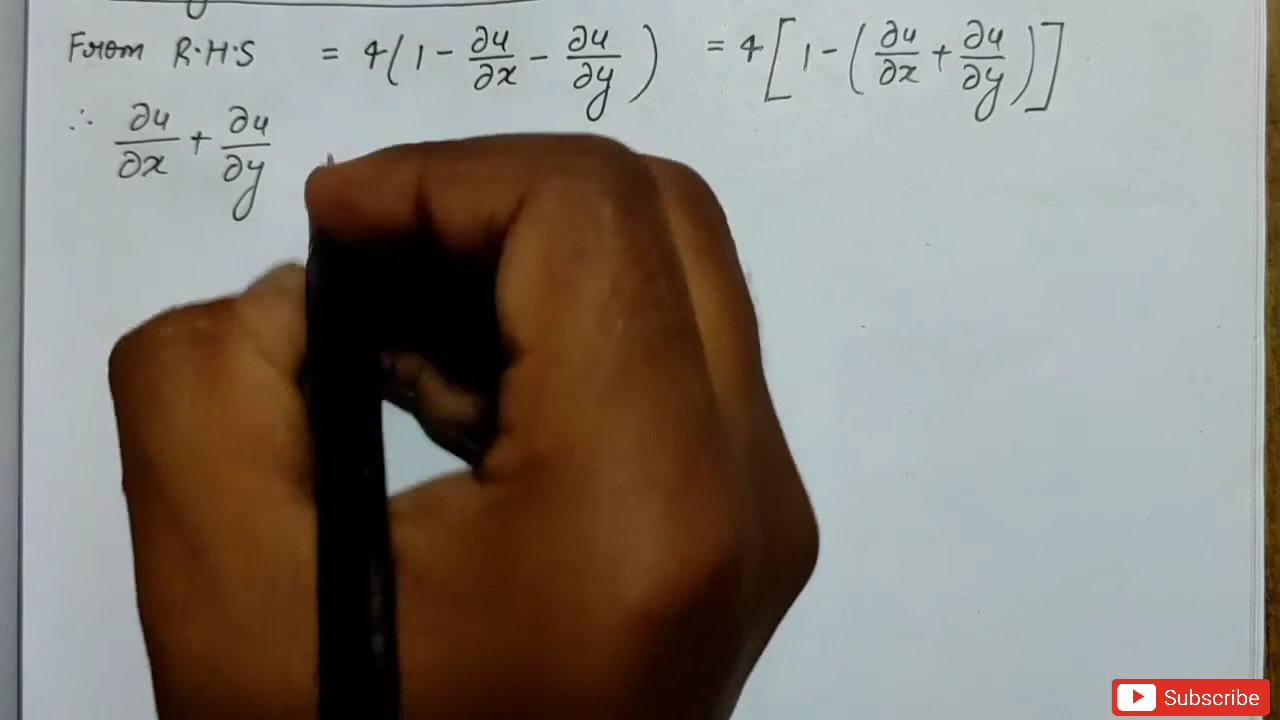 From R.H.S = 4(1 - ∂u/∂x - ∂u/∂y) = 4[1 - (∂u/∂x + ∂u/∂y)]
∴ ∂u/∂x + ∂u/∂y
Subscribe